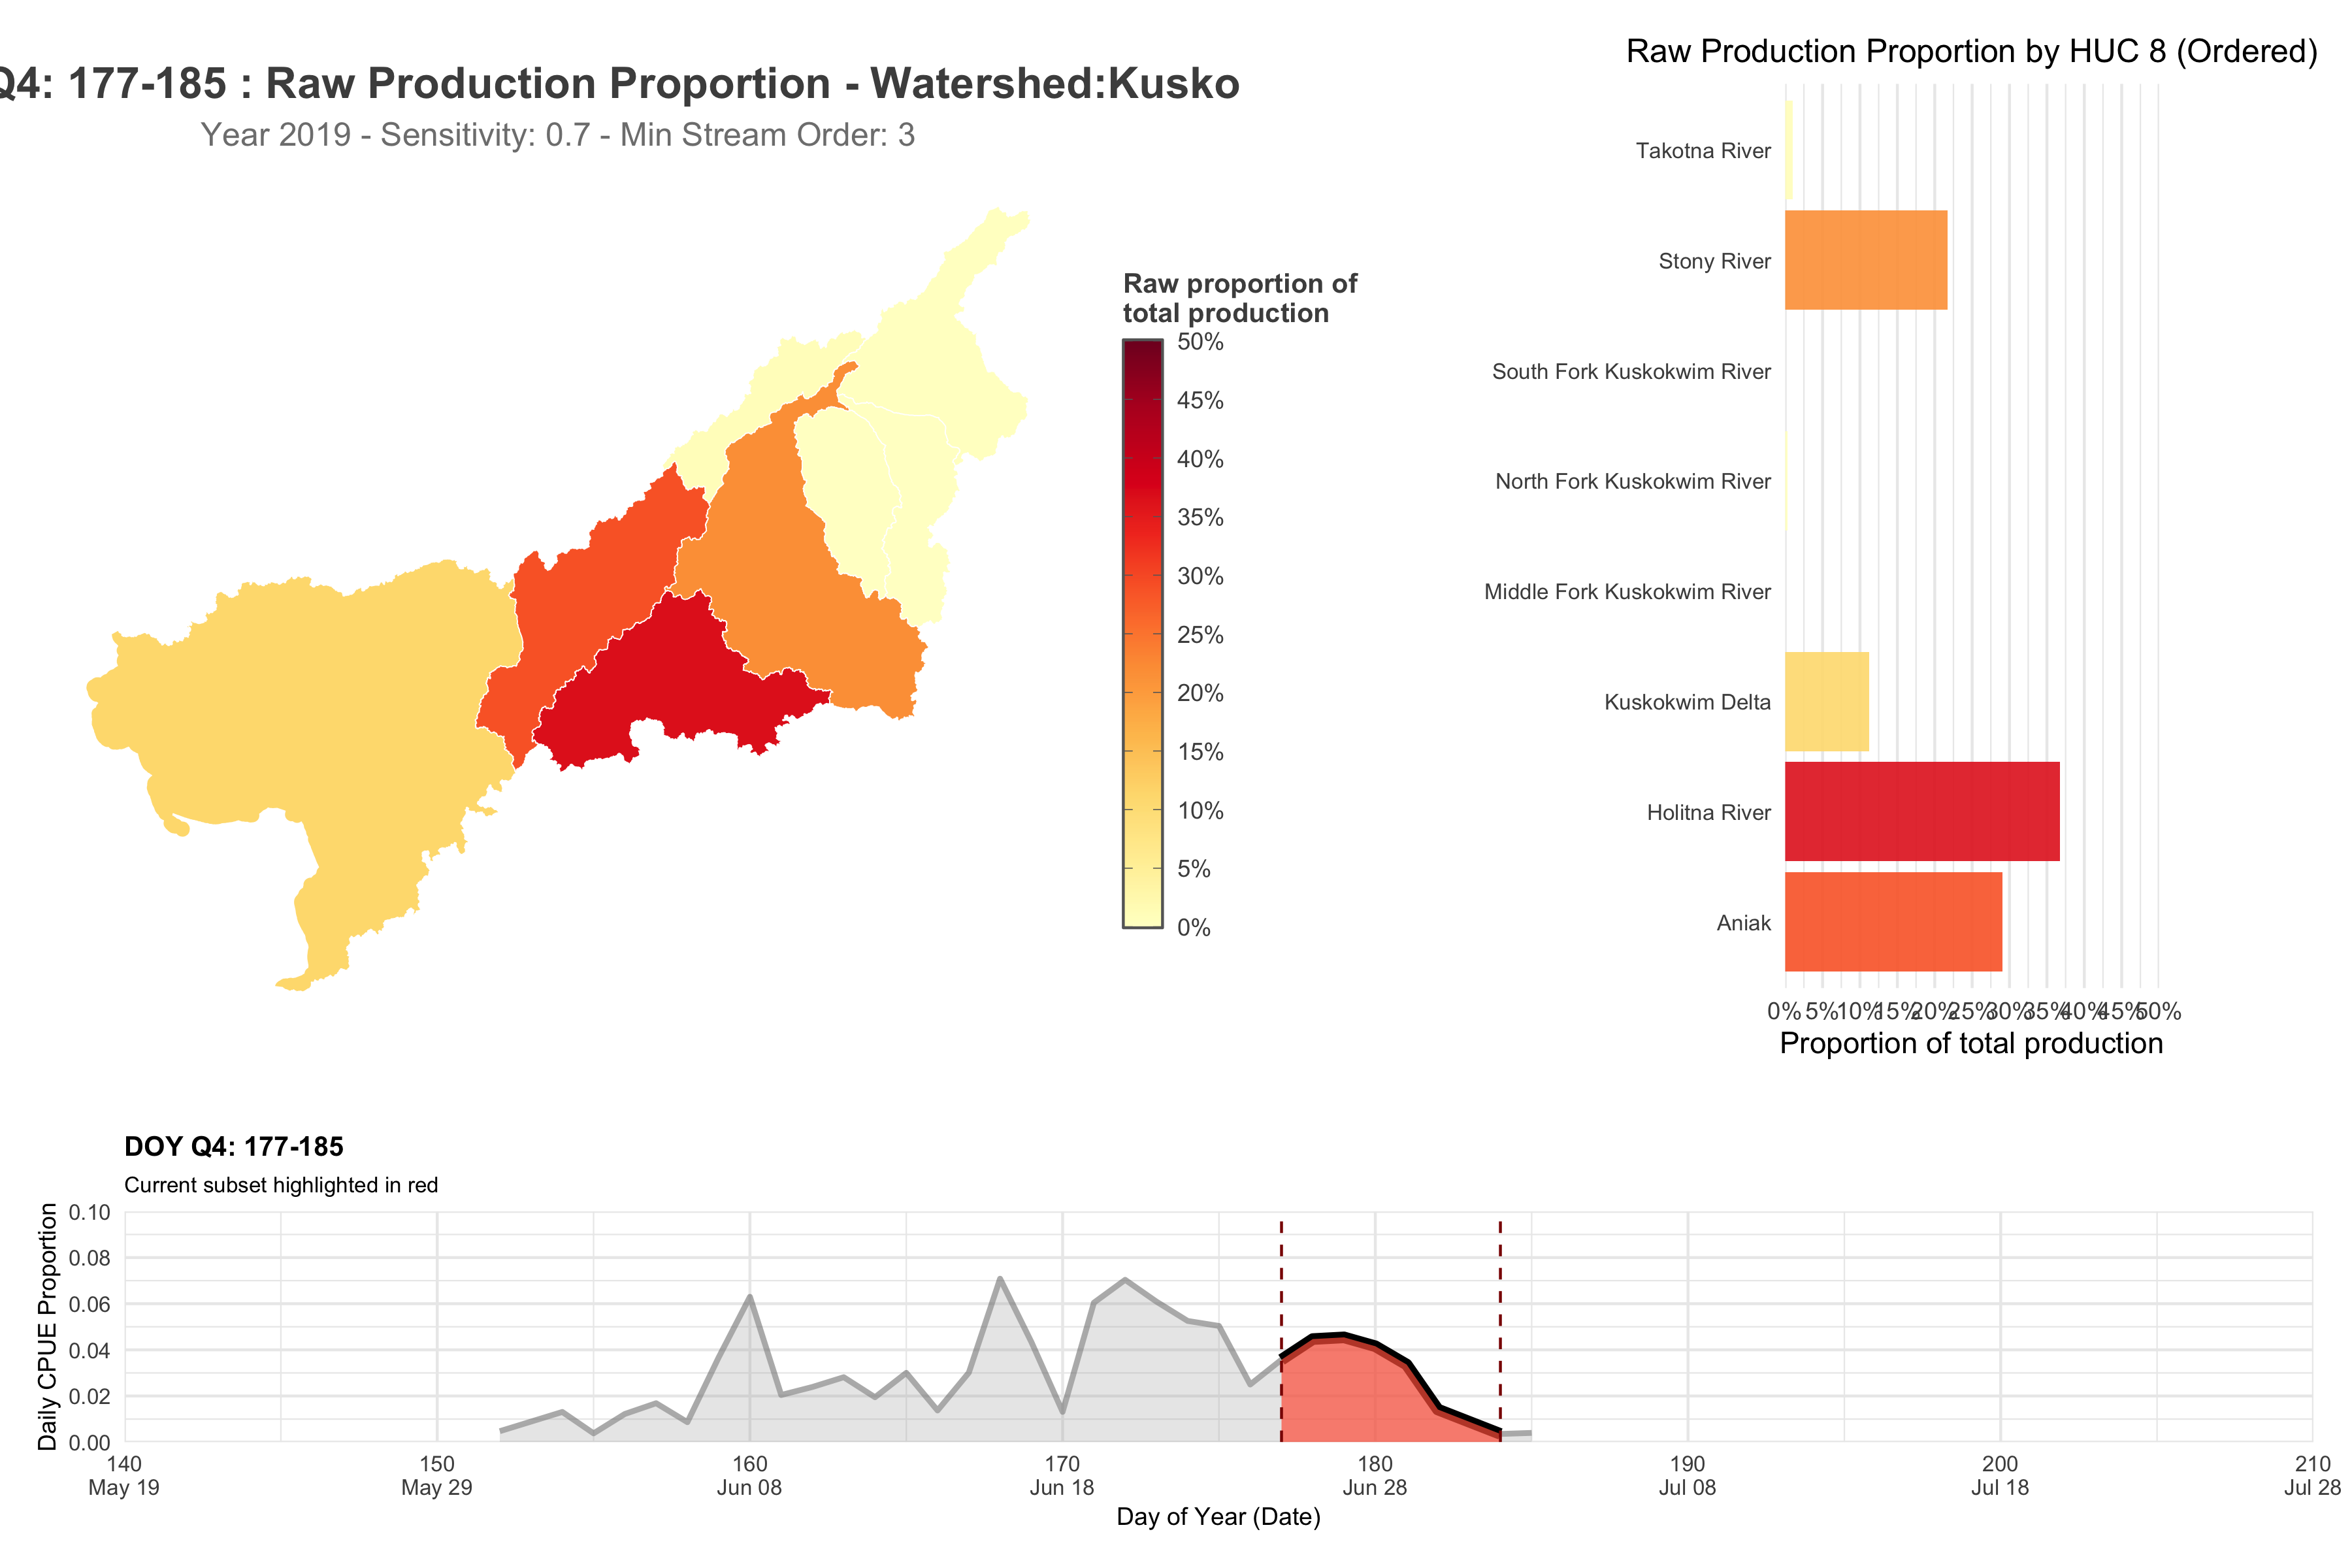 Q4: 177-185 : Raw Production Proportion - Watershed:Kusko
Year 2019 - Sensitivity: 0.7 - Min Stream Order: 3
Raw proportion of
total production
50%
45%
40%
35%
30%
25%
20%
15%
10%
5%
0%
Raw Production Proportion by HUC 8 (Ordered)
Takotna River
Stony River
South Fork Kuskokwim River
North Fork Kuskokwim River
Middle Fork Kuskokwim River
Kuskokwim Delta
Holitna River
Aniak
0% 5% 10% 15% 20% 25% 30% 35% 40% 45% 50%
Proportion of total production
DOY Q4: 177-185
Current subset highlighted in red
Daily CPUE Proportion
0.10
0.08
0.06
0.04
0.02
0.00
140 150 160 170 180 190 200 210
May 19 May 29 Jun 08 Jun 18 Jun 28 Jul 08 Jul 18 Jul 28
Day of Year (Date)